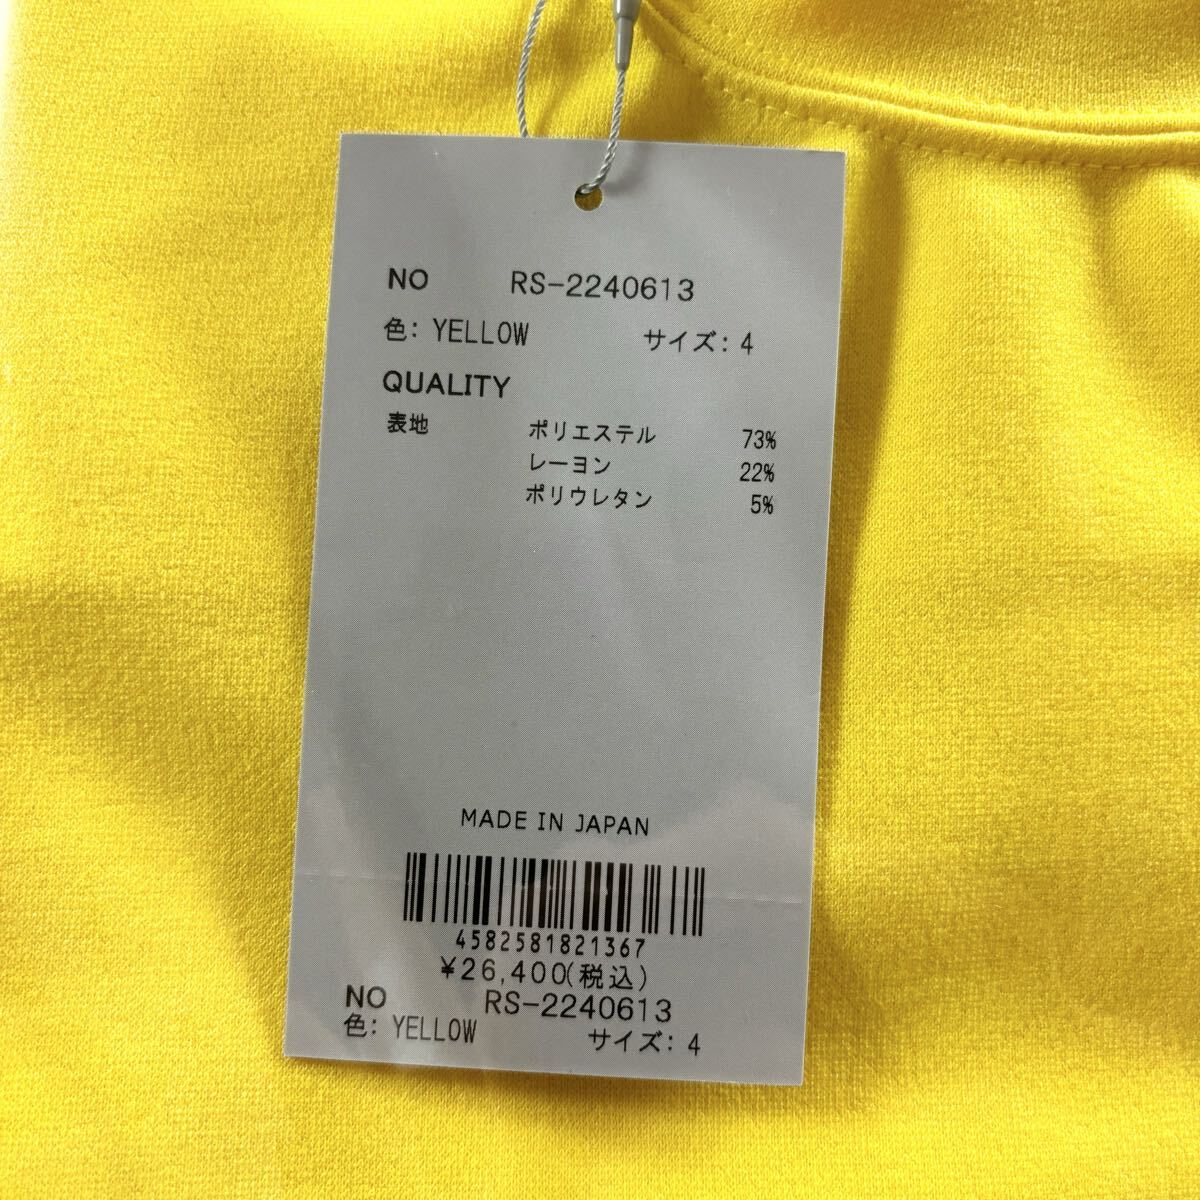 NO RS-2240613
色: YELLOW サイズ: 4
QUALITY
表地 ポリエステル 73%
レーヨン 22%
ポリウレタン 5%
MADE IN JAPAN
4582581821367
¥26,400(税込)
NO RS-2240613
色: YELLOW サイズ: 4